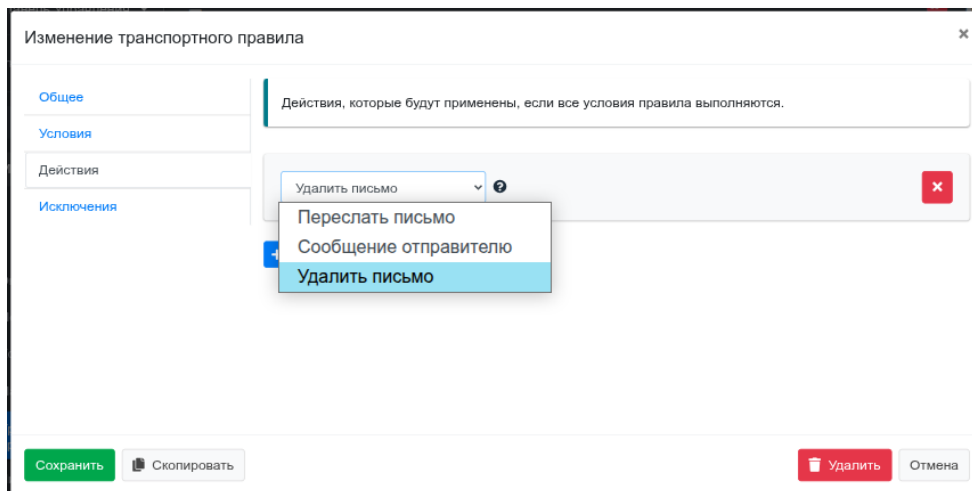 Изменение транспортного правила
Общее
Условия
Действия
Исключения
Действия, которые будут применены, если все условия правила выполняются.
Удалить письмо
Переслать письмо
Сообщение отправителю
Удалить письмо
Сохранить
Скопировать
Удалить
Отмена